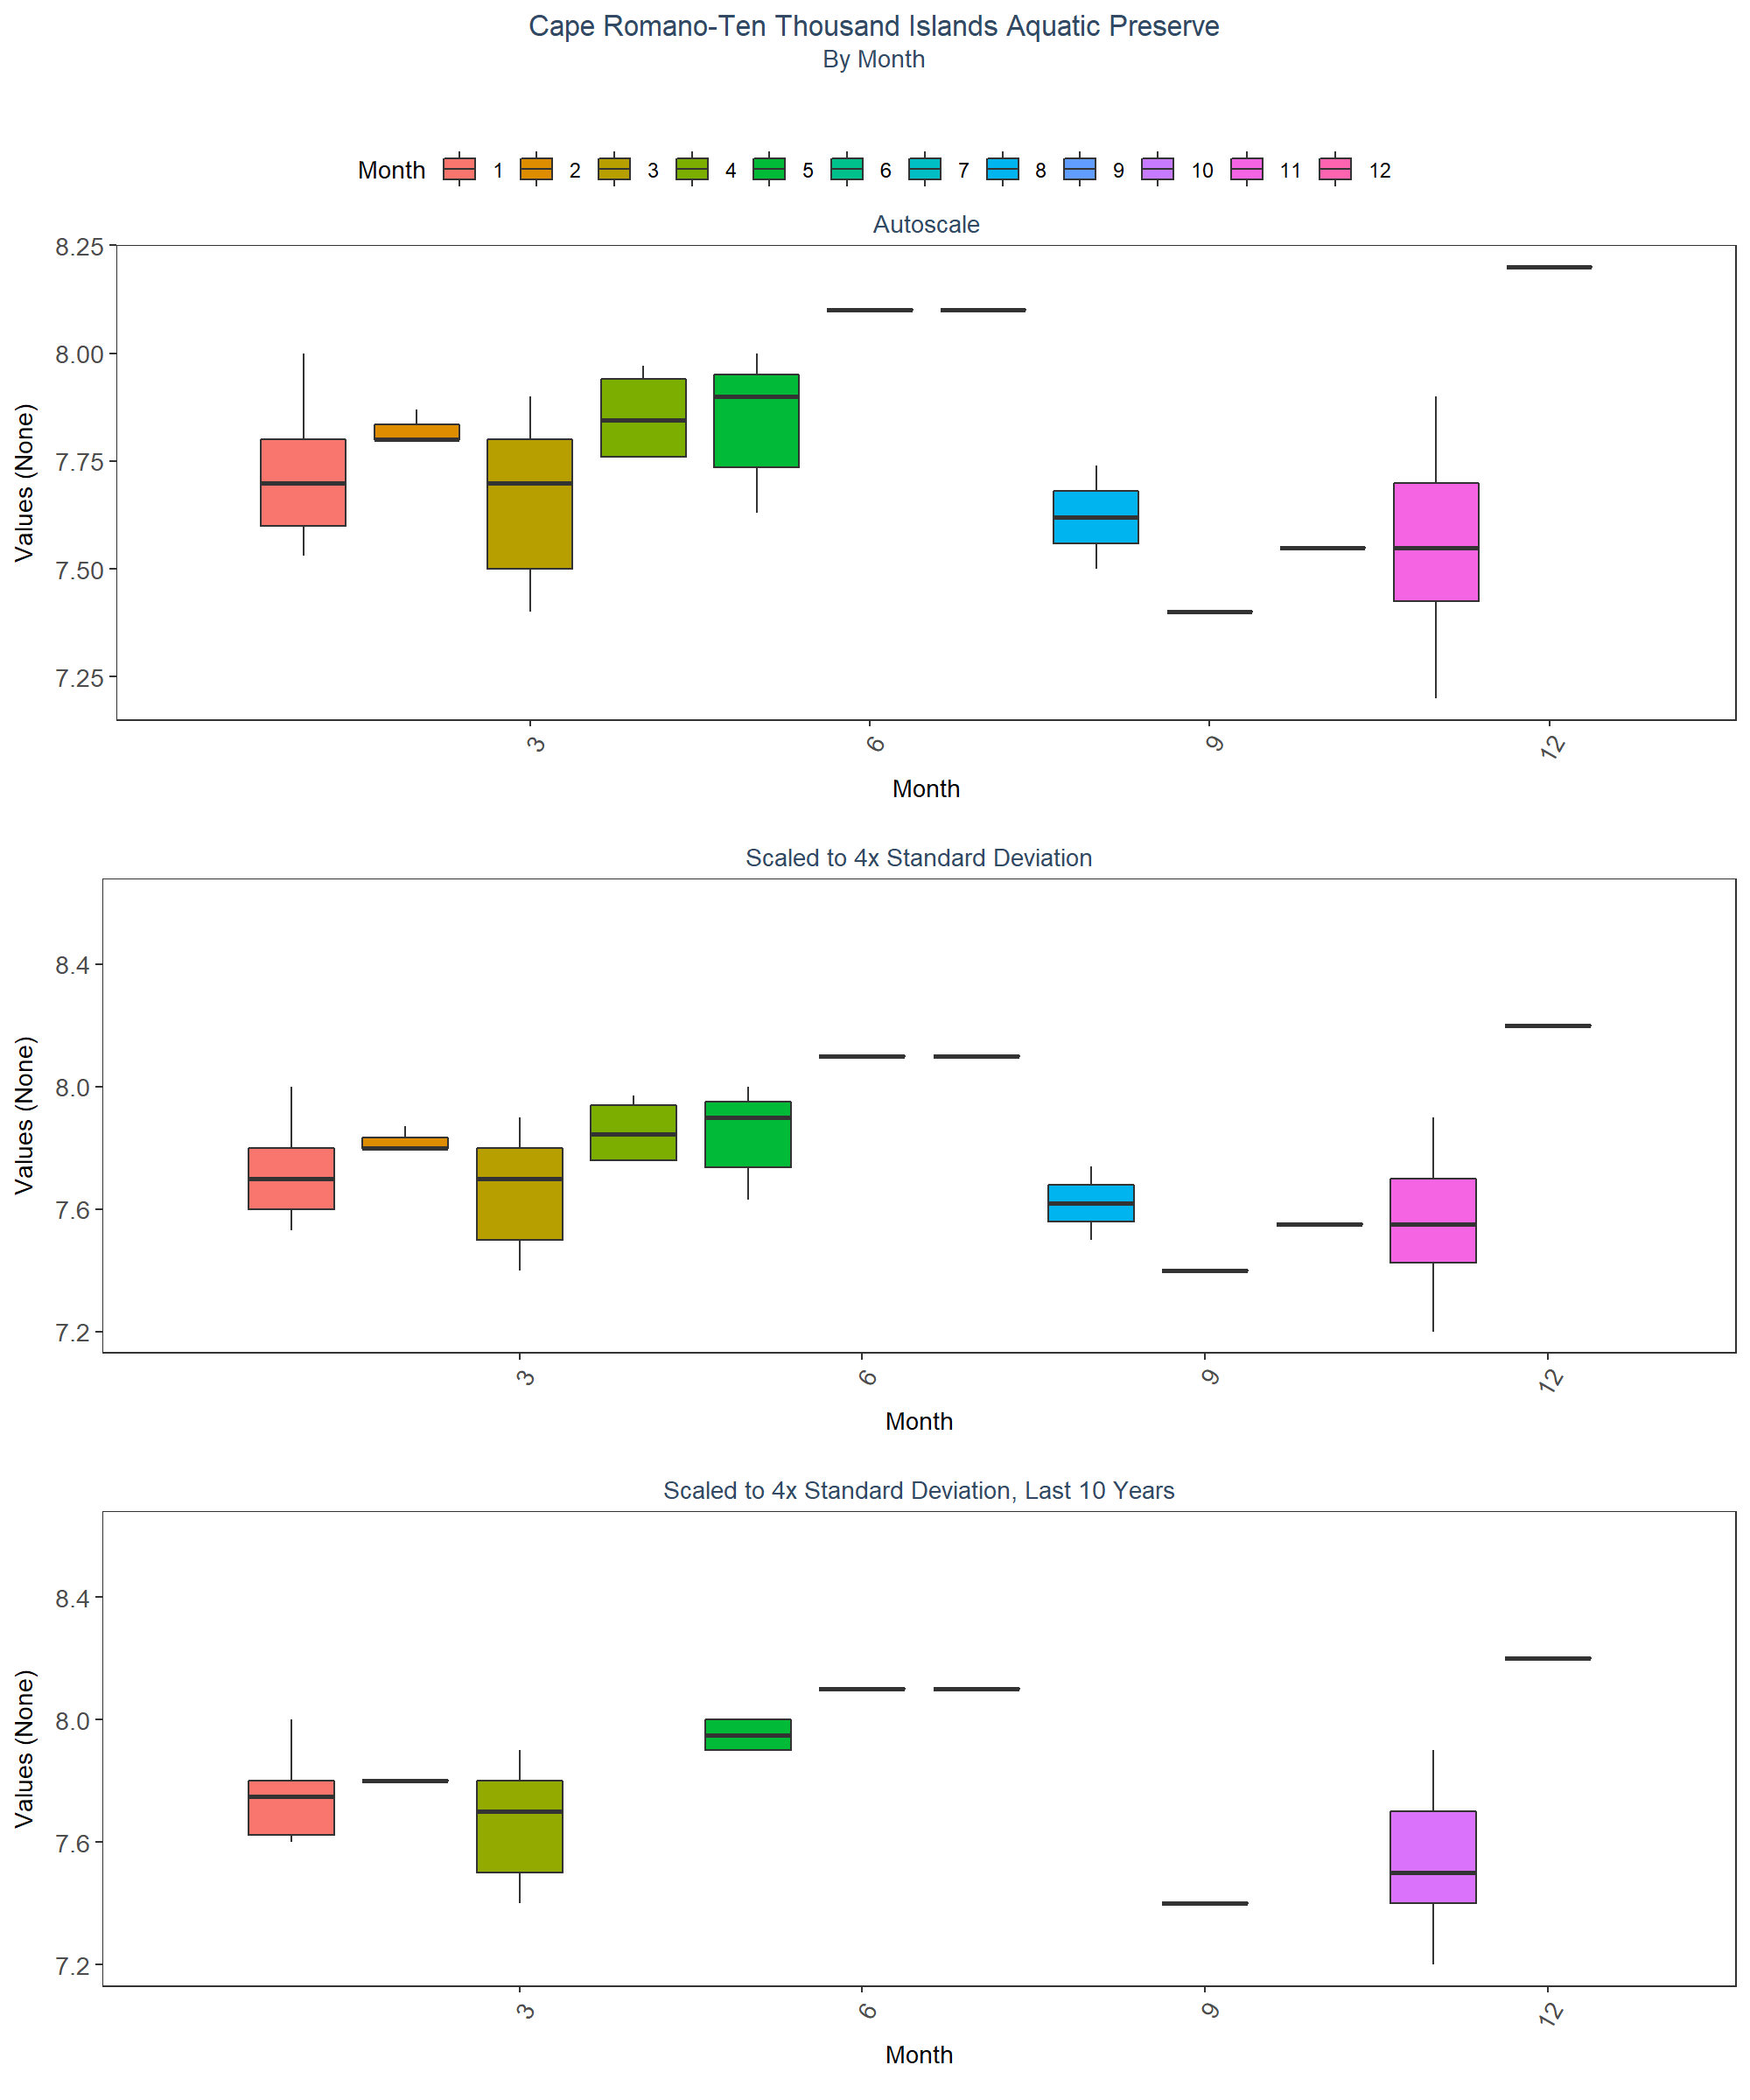 Cape Romano-Ten Thousand Islands Aquatic Preserve
By Month
Month 1 2 3 4 5 6 7 8 9 10 11 12
Autoscale
Values (None)
8.25
8.00
7.75
7.50
7.25
3 6 9 12
Month
Scaled to 4x Standard Deviation
Values (None)
8.4
8.0
7.6
7.2
3 6 9 12
Month
Scaled to 4x Standard Deviation, Last 10 Years
Values (None)
8.4
8.0
7.6
7.2
3 6 9 12
Month